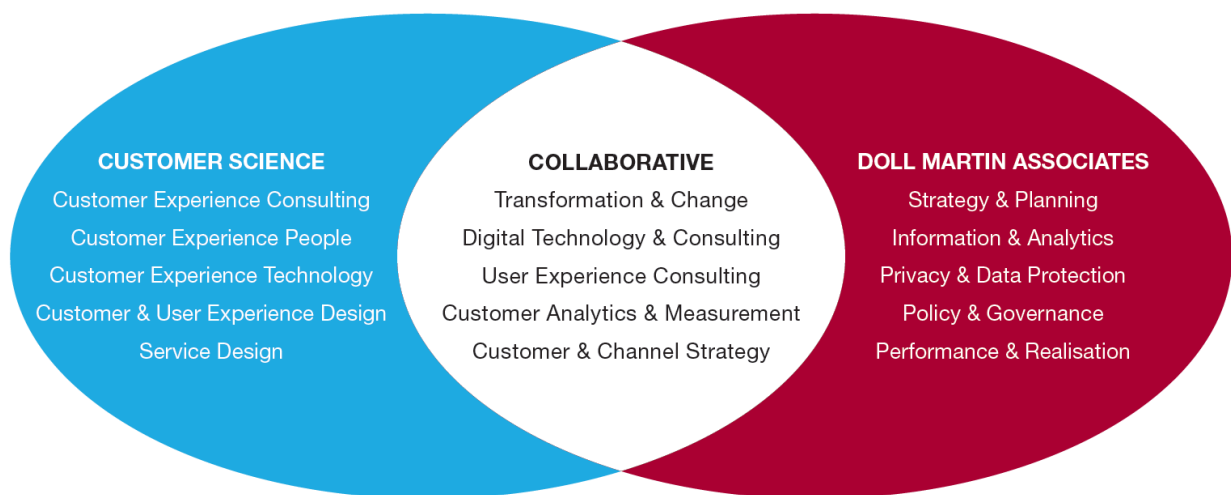 CUSTOMER SCIENCE
Customer Experience Consulting
Customer Experience People
Customer Experience Technology
Customer & User Experience Design
Service Design
COLLABORATIVE
Transformation & Change
Digital Technology & Consulting
User Experience Consulting
Customer Analytics & Measurement
Customer & Channel Strategy
DOLL MARTIN ASSOCIATES
Strategy & Planning
Information & Analytics
Privacy & Data Protection
Policy & Governance
Performance & Realisation